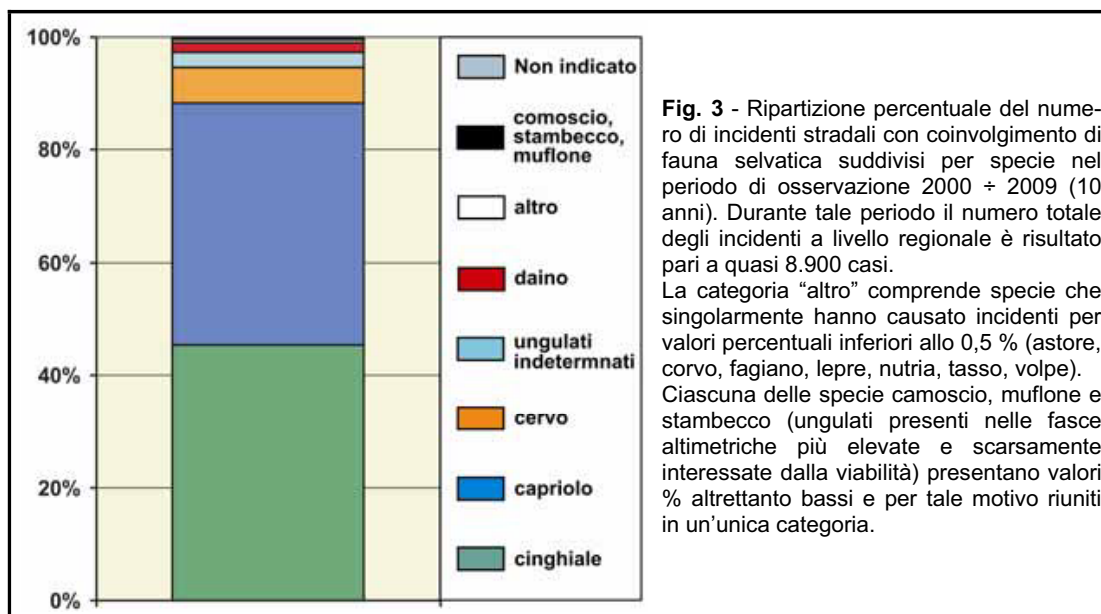 100%
80%
60%
40%
20%
0%
Non indicato
comoscio,
stambecco,
muflone
altro
daino
ungulati
indetermnati
cervo
capriolo
cinghiale
Fig. 3 - Ripartizione percentuale del nume-
ro di incidenti stradali con coinvolgimento di
fauna selvatica suddivisi per specie nel
periodo di osservazione 2000 ÷ 2009 (10
anni). Durante tale periodo il numero totale
degli incidenti a livello regionale è risultato
pari a quasi 8.900 casi.
La categoria “altro” comprende specie che
singolarmente hanno causato incidenti per
valori percentuali inferiori allo 0,5 % (astore,
corvo, fagiano, lepre, nutria, tasso, volpe).
Ciascuna delle specie camoscio, muflone e
stambecco (ungulati presenti nelle fasce
altimetriche più elevate e scarsamente
interessate dalla viabilità) presentano valori
% altrettanto bassi e per tale motivo riuniti
in un’unica categoria.